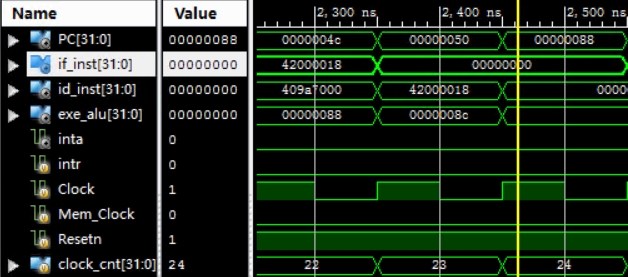 Name Value 2,300 ns 2,400 ns 2,500 ns
PC[31:0] 00000088 0000004c 00000050 00000088
if_inst[31:0] 00000000 42000018 00000000
id_inst[31:0] 00000000 409a7000 42000018 0000
exe_alu[31:0] 00000000 00000088 0000008c
inta 0
intr 0
Clock 1
Mem_Clock 0
Resetn 1
clock_cnt[31:0] 24 22 23 24